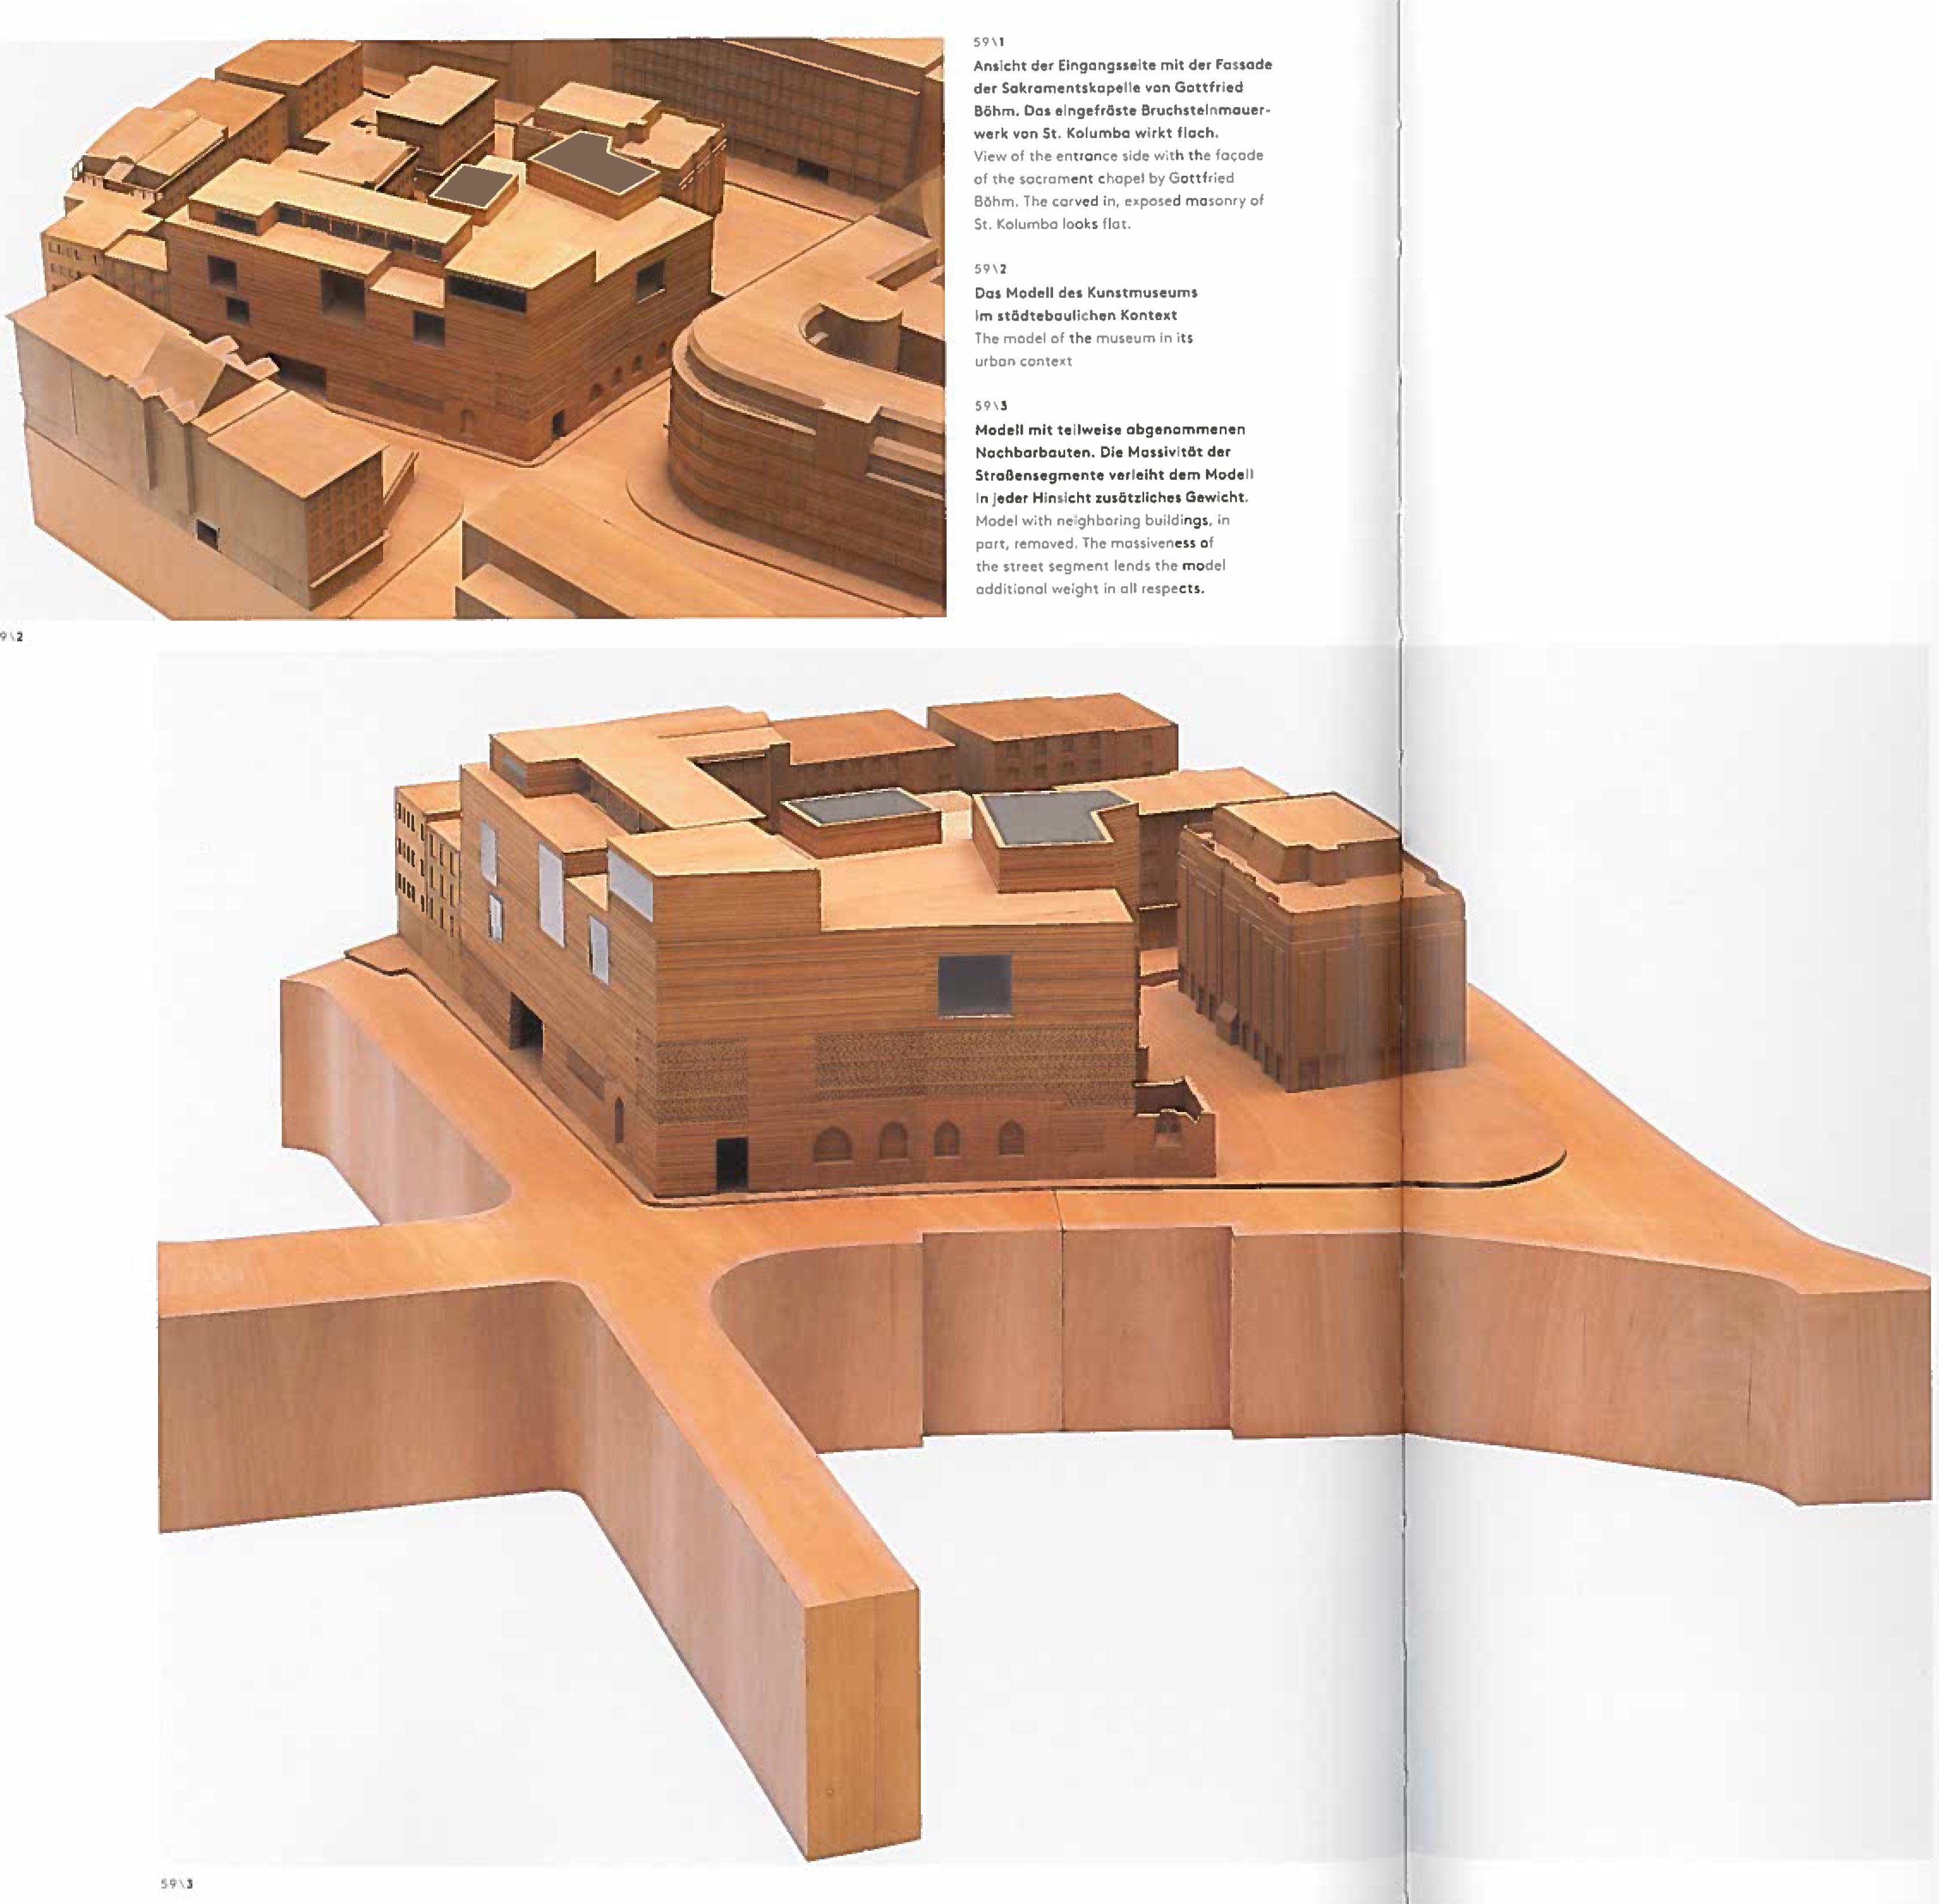 59\1
Ansicht der Eingangsseite mit der Fassade
der Sakramentskapelle von Gottfried
Böhm. Das eingefräste Bruchsteinmauer-
werk von St. Kolumba wirkt flach.
View of the entrance side with the façade
of the sacrament chapel by Gottfried
Böhm. The carved in, exposed masonry of
St. Kolumba looks flat.
59\2
Das Modell des Kunstmuseums
im städtebaulichen Kontext
The model of the museum in its
urban context
59\3
Modell mit teilweise abgenommenen
Nachbarbauten. Die Massivität der
Straßensegmente verleiht dem Modell
in jeder Hinsicht zusätzliches Gewicht.
Model with neighboring buildings, in
part, removed. The massiveness of
the street segment lends the model
additional weight in all respects.
9\2
59\3